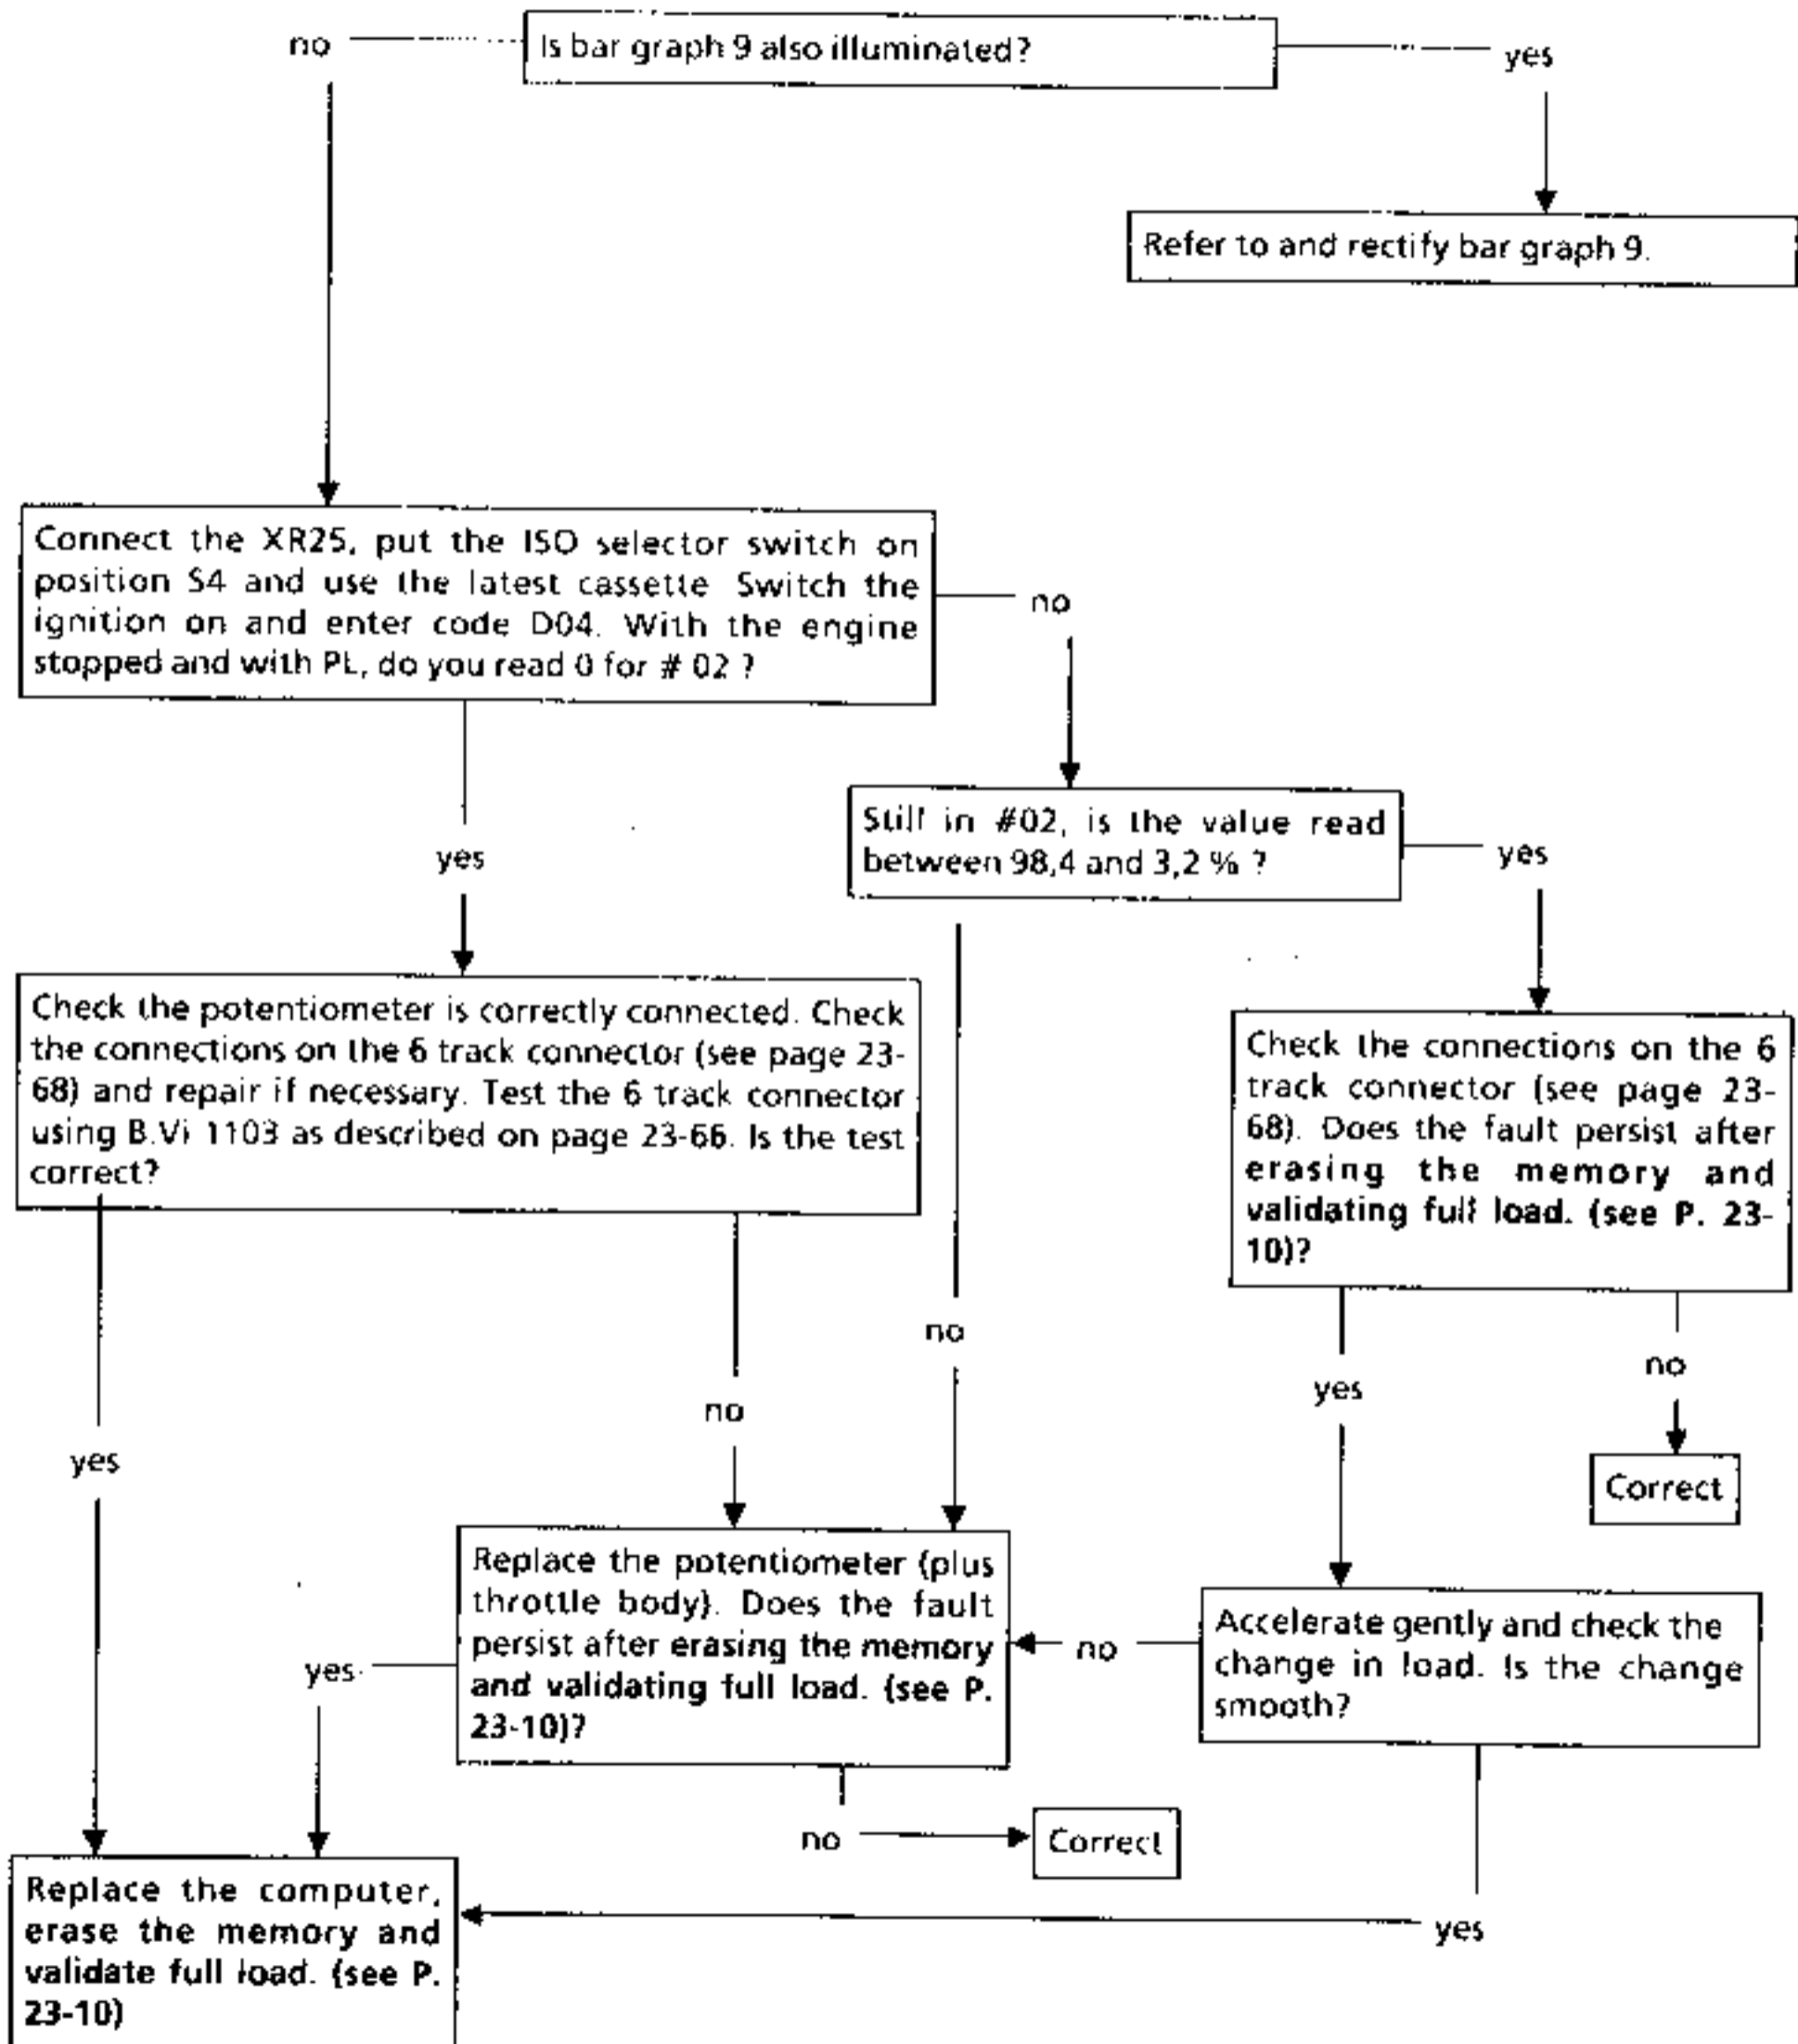 no
Is bar graph 9 also illuminated?
yes
Refer to and rectify bar graph 9.
Connect the XR25, put the ISO selector switch on
position S4 and use the latest cassette Switch the
ignition on and enter code D04. With the engine
stopped and with PL, do you read 0 for # 02 ?
no
yes
Still in #02, is the value read
between 98,4 and 3,2 % ?
yes
Check the potentiometer is correctly connected. Check
the connections on the 6 track connector (see page 23-
68) and repair if necessary. Test the 6 track connector
using B.Vi 1103 as described on page 23-66. Is the test
correct?
Check the connections on the 6
track connector (see page 23-
68). Does the fault persist after
erasing the memory and
validating full load. (see P. 23-
10)?
no
no
yes
no
yes
Correct
Replace the potentiometer (plus
throttle body). Does the fault
persist after erasing the memory
and validating full load. (see P.
23-10)?
yes
no
Accelerate gently and check the
change in load. Is the change
smooth?
no
Correct
Replace the computer,
erase the memory and
validate full load. (see P.
23-10)
yes